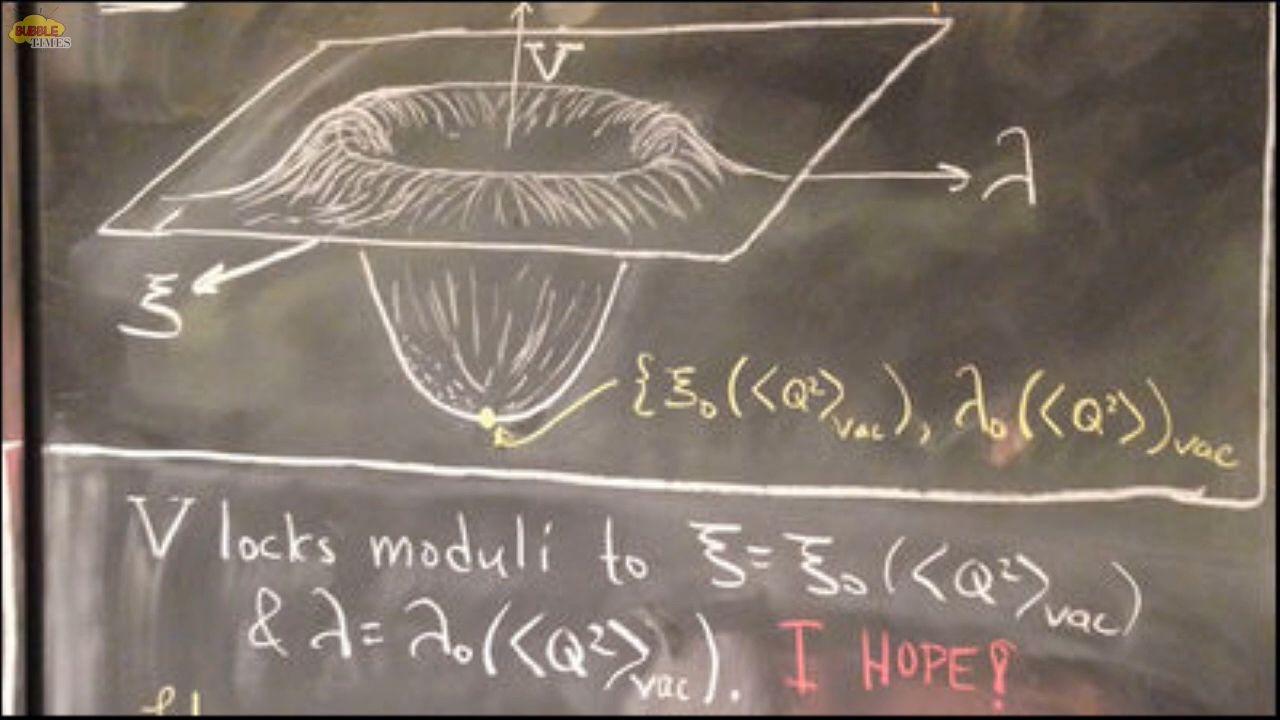 BUBBLE
TIMES
V
λ
ξ
{ξ₀(⟨Q²⟩vac), λ₀(⟨Q²⟩)vac
V locks moduli to ξ=ξ₀(⟨Q²⟩vac)
& λ=λ₀(⟨Q²⟩vac). I HOPE!